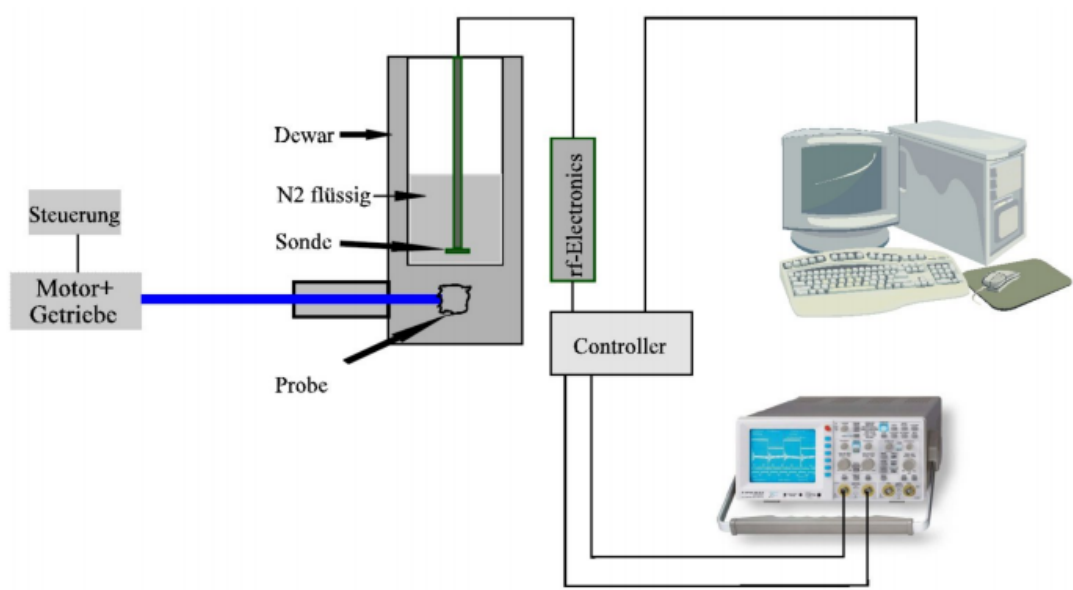 Dewar
N2 flüssig
Sonde
Steuerung
Motor+
Getriebe
Probe
rf-Electronics
Controller